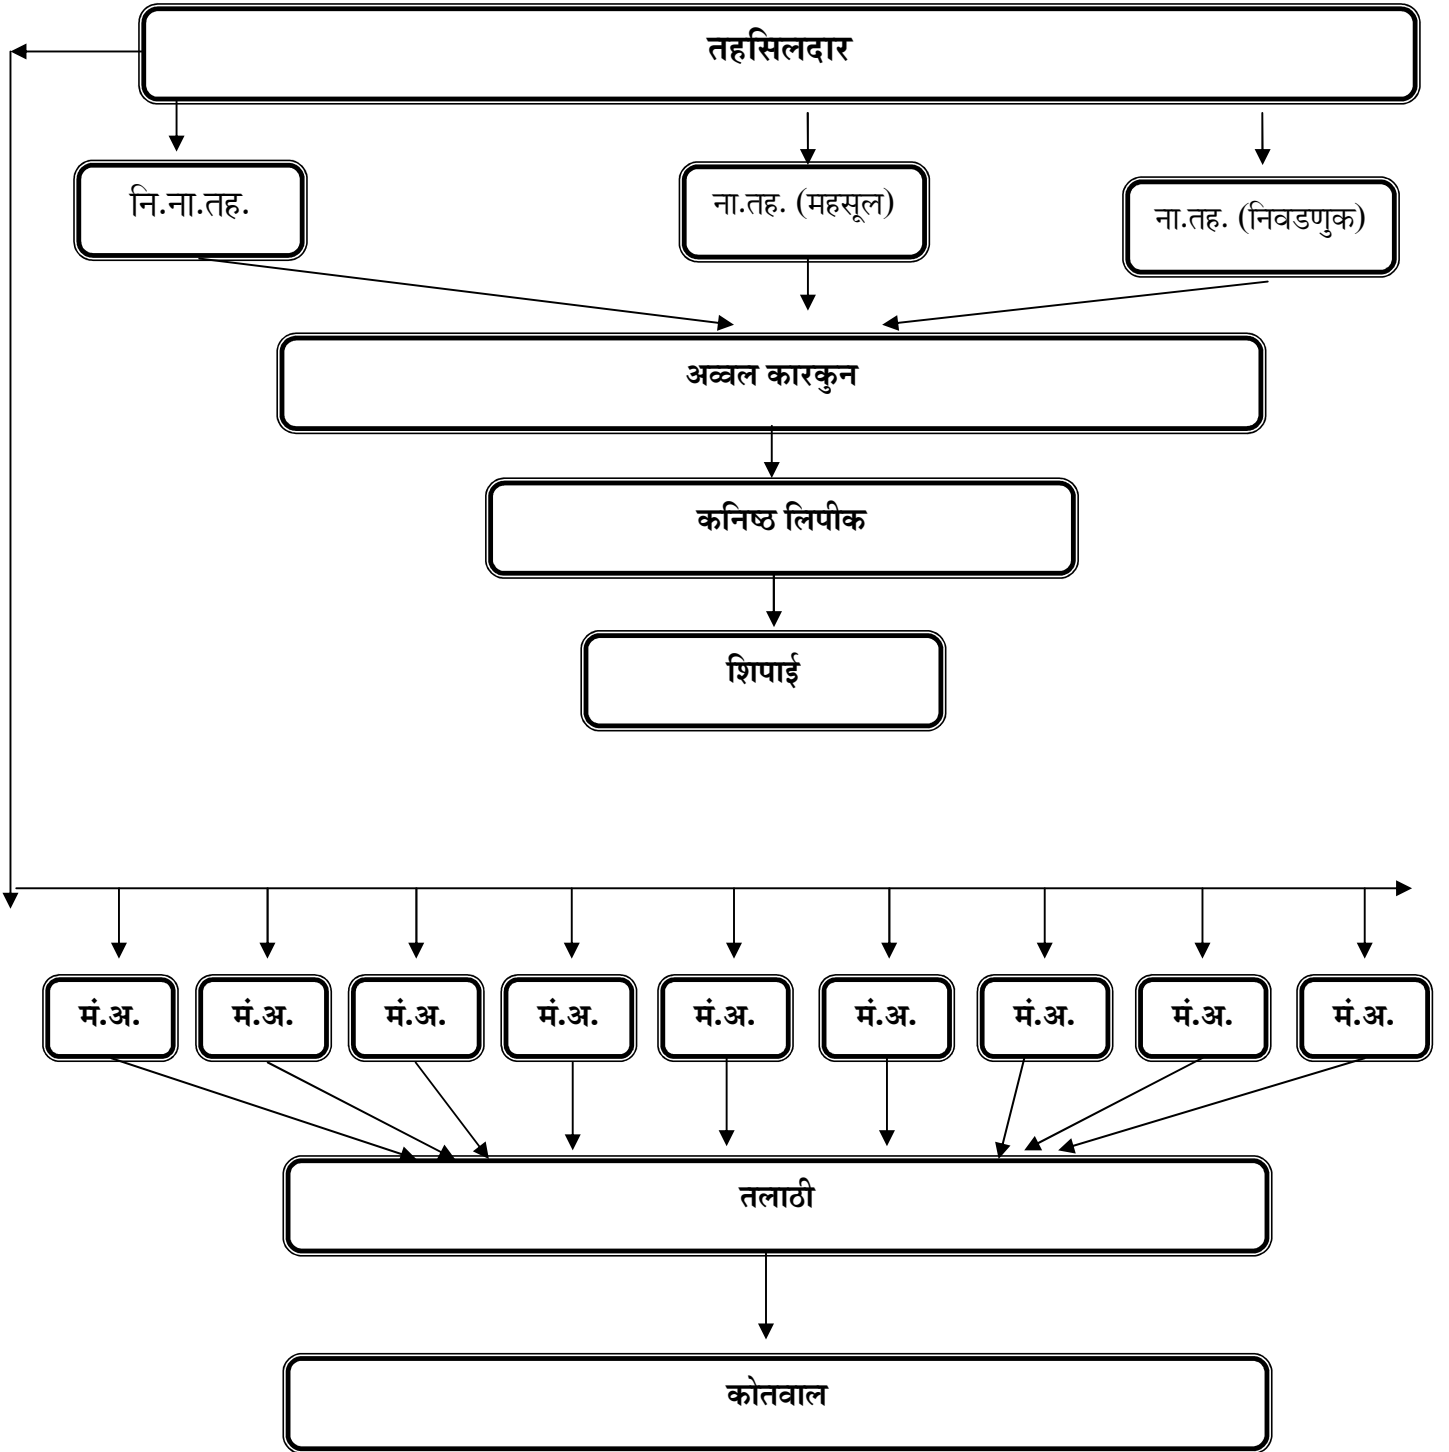 तहसिलदार
नि.ना.तह.
ना.तह. (महसूल)
ना.तह. (निवडणुक)
अव्वल कारकुन
कनिष्ठ लिपीक
शिपाई
मं.अ.
मं.अ.
मं.अ.
मं.अ.
मं.अ.
मं.अ.
मं.अ.
मं.अ.
मं.अ.
तलाठी
कोतवाल